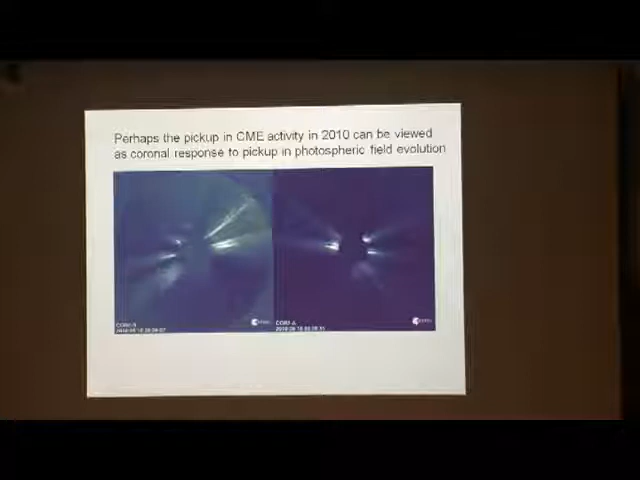 Perhaps the pickup in CME activity in 2010 can be viewed
as coronal response to pickup in photospheric field evolution